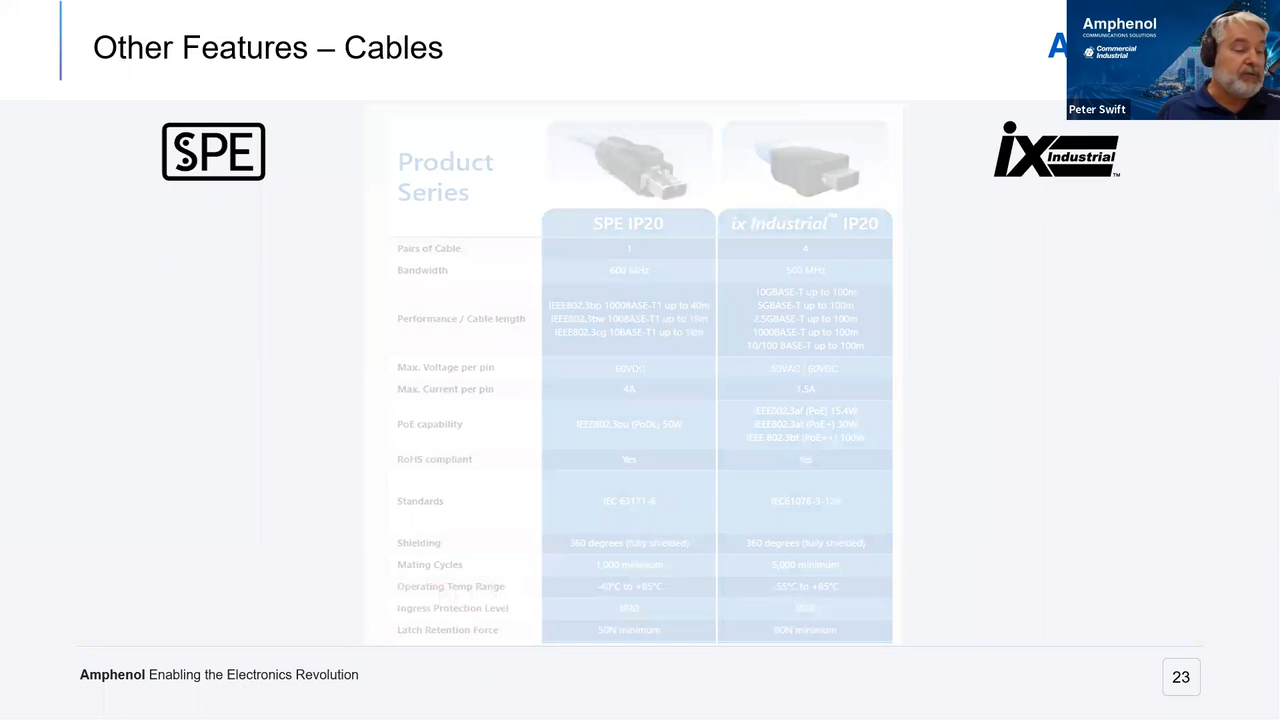 Other Features – Cables
A
Amphenol
COMMUNICATIONS SOLUTIONS
Commercial
Industrial
Peter Swift
SPE
ix Industrial™
Product
Series
SPE IP20
ix Industrial™ IP20
Pairs of Cable 1 4
Bandwidth 600 MHz 500 MHz
Performance / Cable length
IEEE802.3bp 1000BASE-T1 up to 40m
IEEE802.3bw 100BASE-T1 up to
IEEE802.3cg 10BASE-T1 up to
10GBASE-T up to 100m
5GBASE-T up to 100m
2.5GBASE-T up to 100m
1000BASE-T up to 100m
10/100 BASE-T up to 100m
Max. Voltage per pin 60VDC 50VAC 60VDC
Max. Current per pin 4A 1.5A
PoE capability
IEEE802.3pu (PoDL) 50W
IEEE802.3af (PoE) 15.4W
IEEE802.3at (PoE+) 30W
IEEE 802.3bt (PoE++) 100W
RoHS compliant Yes Yes
Standards IEC 63171-6 IEC61076-3-124
Shielding 360 degrees (fully shielded) 360 degrees (fully shielded)
Mating Cycles 1,000 minimum 5,000 minimum
Operating Temp Range -40°C to +85°C -55°C to +85°C
Ingress Protection Level IP20 IP20
Latch Retention Force 50N minimum 80N minimum
Amphenol Enabling the Electronics Revolution
23